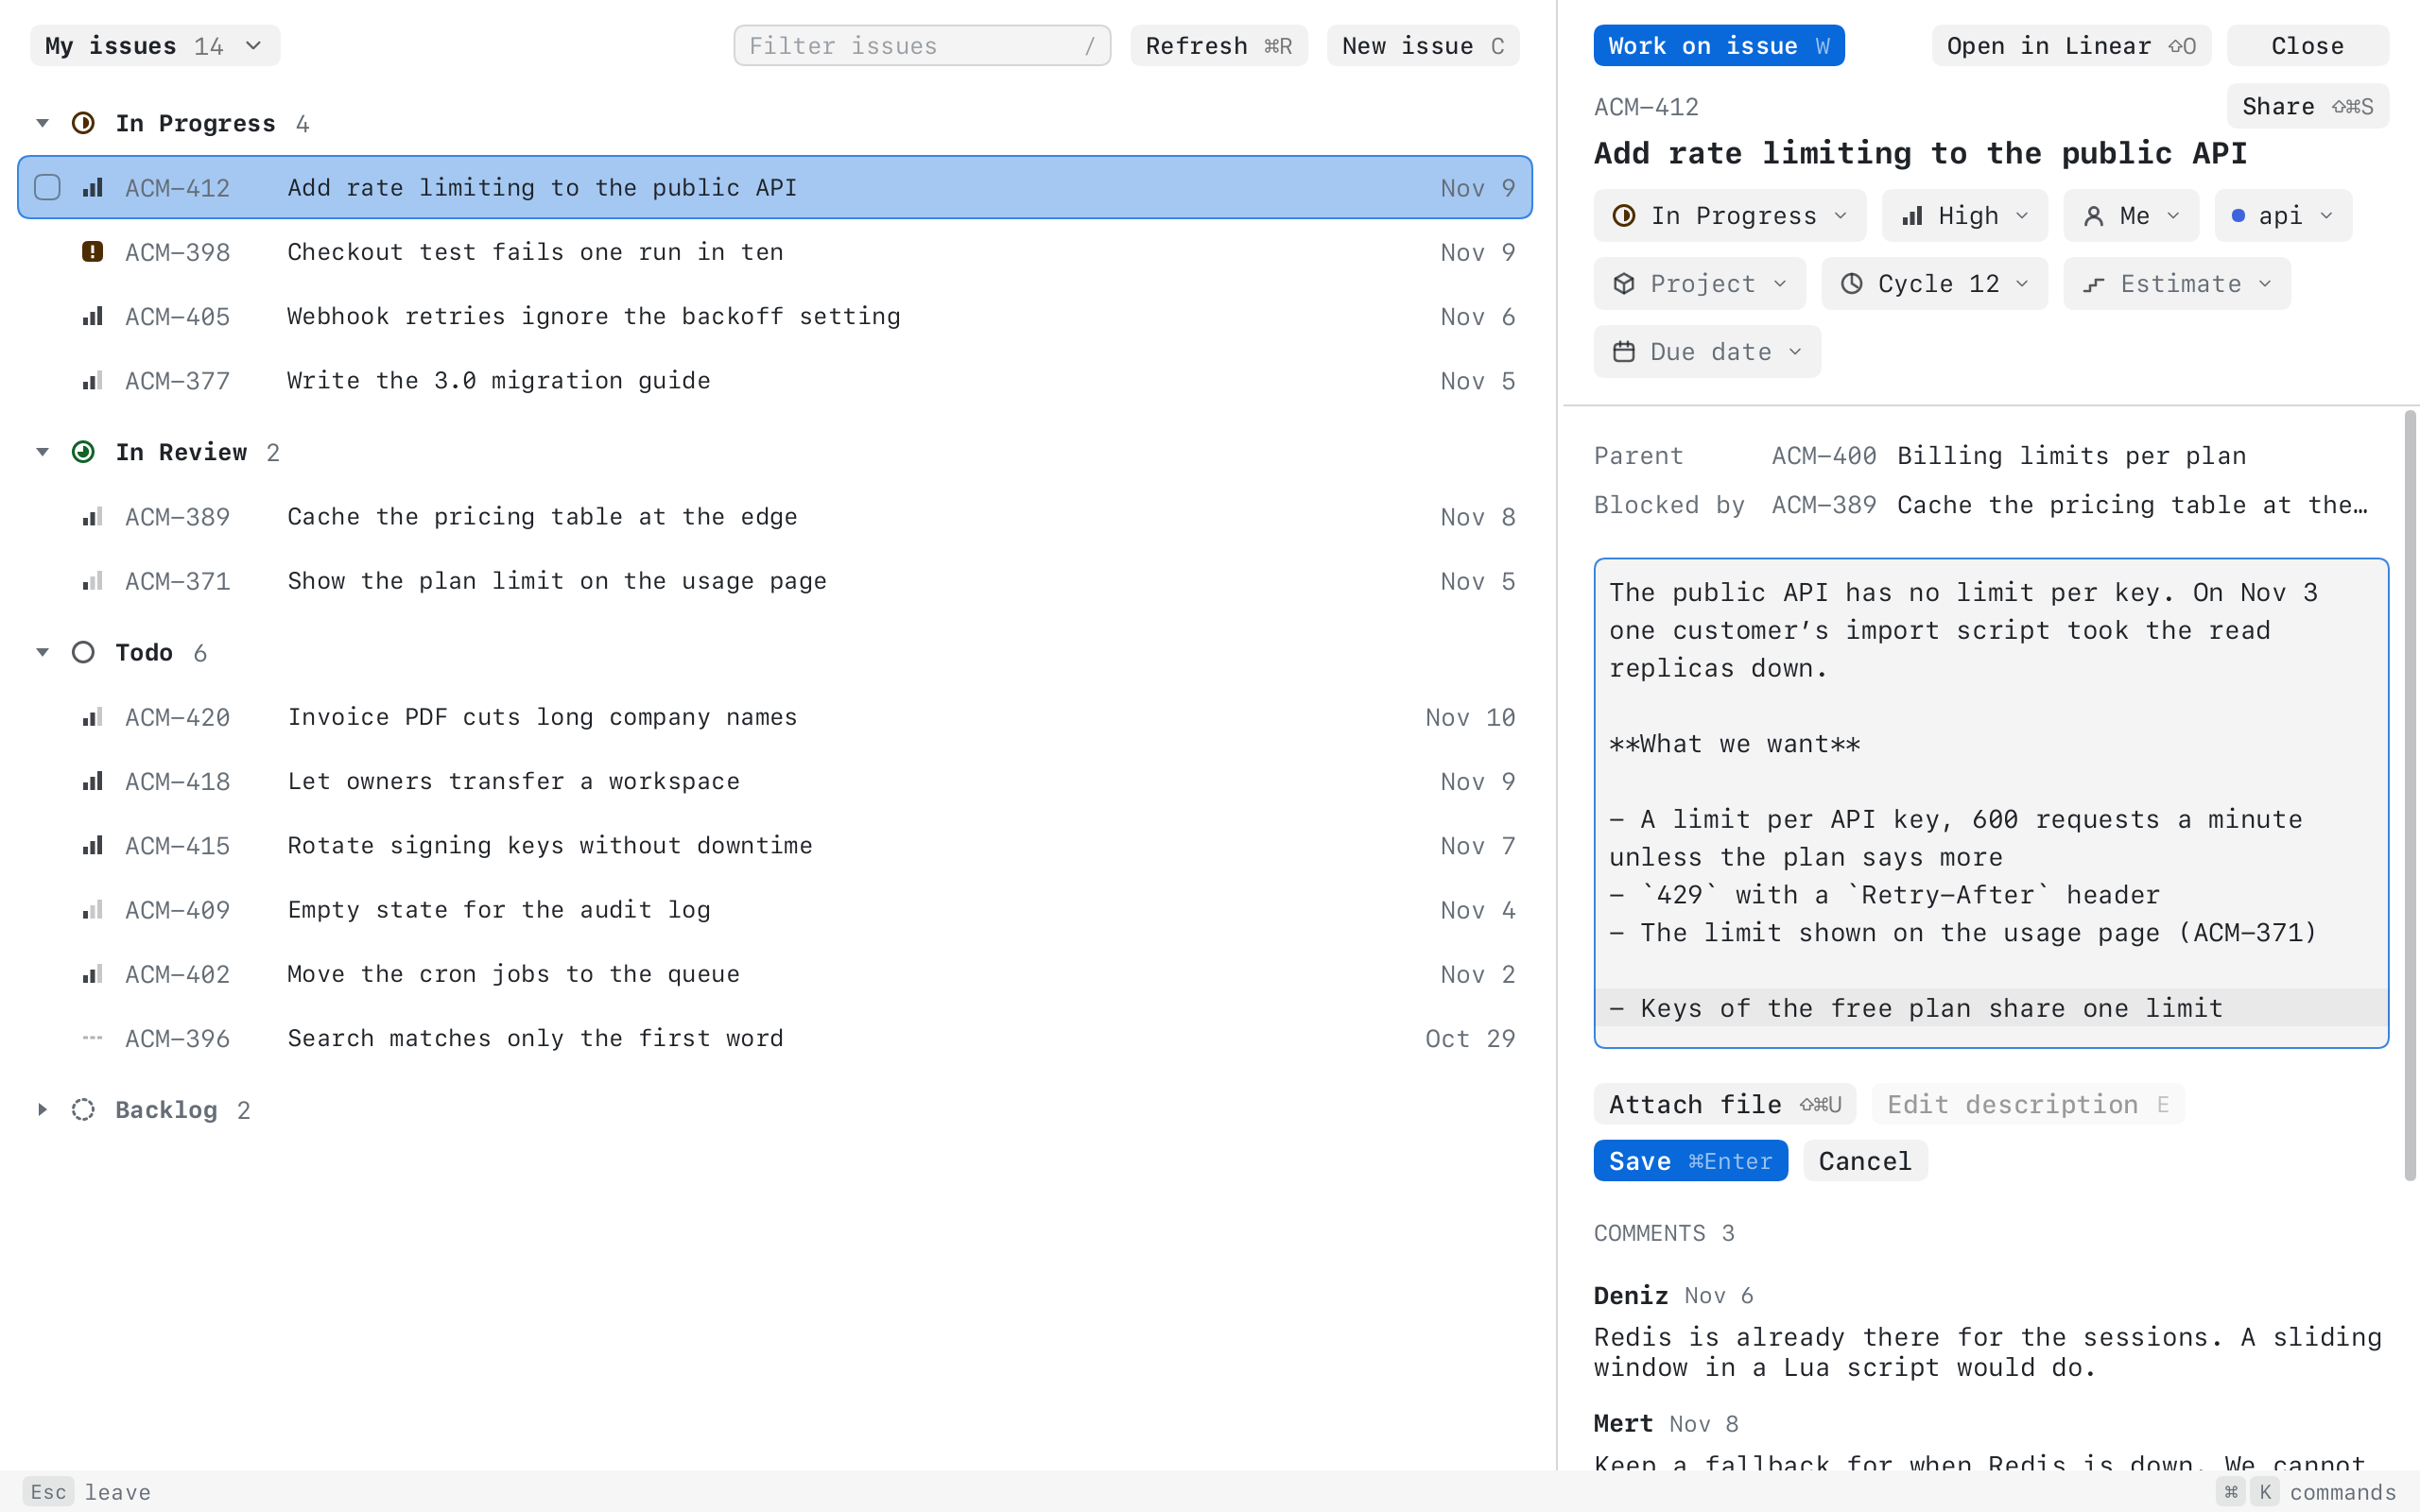 My issues 14
Filter issues /
Refresh ⌘R
New issue C
In Progress 4
ACM-412 Add rate limiting to the public API Nov 9
ACM-398 Checkout test fails one run in ten Nov 9
ACM-405 Webhook retries ignore the backoff setting Nov 6
ACM-377 Write the 3.0 migration guide Nov 5
In Review 2
ACM-389 Cache the pricing table at the edge Nov 8
ACM-371 Show the plan limit on the usage page Nov 5
Todo 6
ACM-420 Invoice PDF cuts long company names Nov 10
ACM-418 Let owners transfer a workspace Nov 9
ACM-415 Rotate signing keys without downtime Nov 7
ACM-409 Empty state for the audit log Nov 4
ACM-402 Move the cron jobs to the queue Nov 2
ACM-396 Search matches only the first word Oct 29
Backlog 2
Work on issue W
Open in Linear ⇧O
Close
ACM-412
Share ⇧⌘S
Add rate limiting to the public API
In Progress
High
Me
api
Project
Cycle 12
Estimate
Due date
Parent ACM-400 Billing limits per plan
Blocked by ACM-389 Cache the pricing table at the…
The public API has no limit per key. On Nov 3
one customer’s import script took the read
replicas down.
**What we want**
- A limit per API key, 600 requests a minute
unless the plan says more
- `429` with a `Retry-After` header
- The limit shown on the usage page (ACM-371)
- Keys of the free plan share one limit
Attach file ⇧⌘U
Edit description E
Save ⌘Enter
Cancel
COMMENTS 3
Deniz Nov 6
Redis is already there for the sessions. A sliding
window in a Lua script would do.
Mert Nov 8
Keep a fallback for when Redis is down. We cannot
Esc leave
⌘ K commands